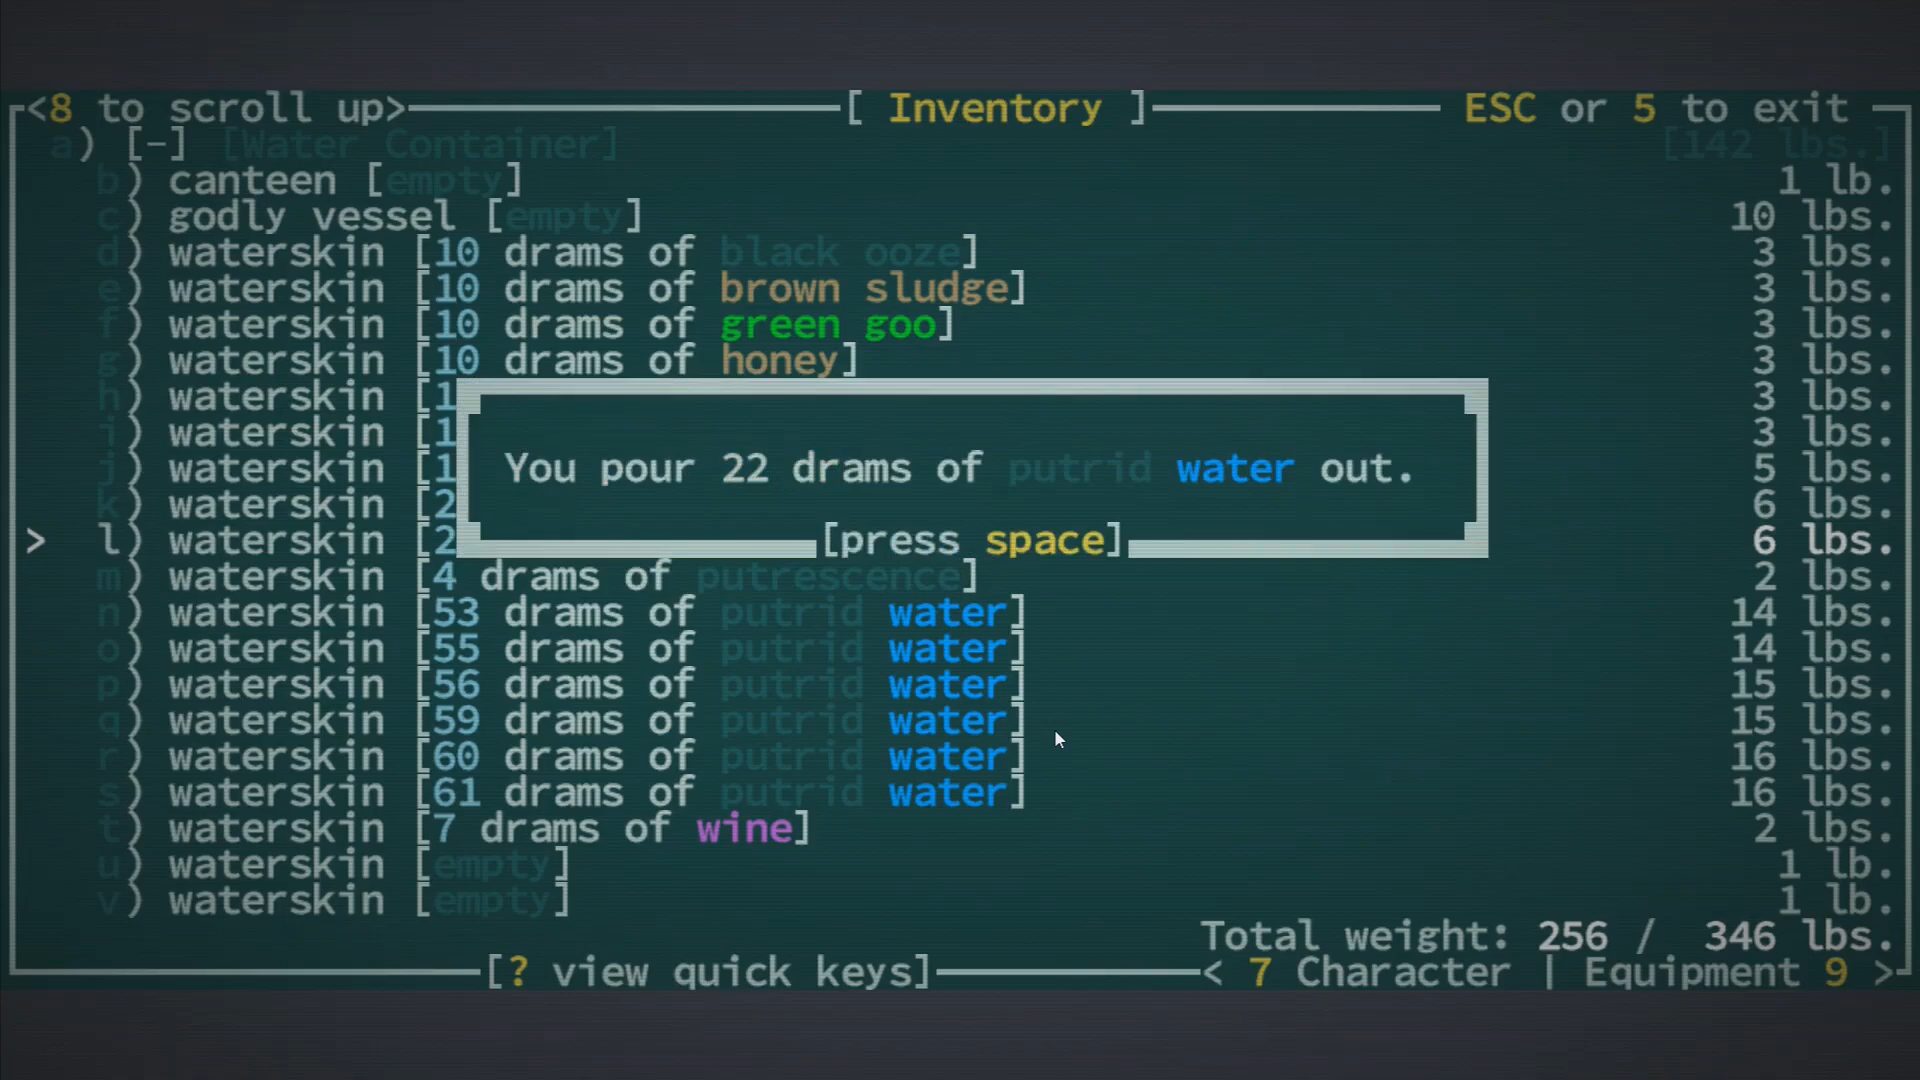 <8 to scroll up> [ Inventory ] ESC or 5 to exit
a) [-] [Water Container] [142 lbs.]
b) canteen [empty] 1 lb.
c) godly vessel [empty] 10 lbs.
d) waterskin [10 drams of black ooze] 3 lbs.
e) waterskin [10 drams of brown sludge] 3 lbs.
f) waterskin [10 drams of green goo] 3 lbs.
g) waterskin [10 drams of honey] 3 lbs.
h) waterskin [1 3 lbs.
i) waterskin [1 3 lbs.
j) waterskin [1 5 lbs.
You pour 22 drams of putrid water out.
k) waterskin [2 6 lbs.
> l) waterskin [2 6 lbs.
[press space]
m) waterskin [4 drams of putrescence] 2 lbs.
n) waterskin [53 drams of putrid water] 14 lbs.
o) waterskin [55 drams of putrid water] 14 lbs.
p) waterskin [56 drams of putrid water] 15 lbs.
q) waterskin [59 drams of putrid water] 15 lbs.
r) waterskin [60 drams of putrid water] 16 lbs.
s) waterskin [61 drams of putrid water] 16 lbs.
t) waterskin [7 drams of wine] 2 lbs.
u) waterskin [empty] 1 lb.
v) waterskin [empty] 1 lb.
Total weight: 256 / 346 lbs.
[? view quick keys] < 7 Character | Equipment 9 >